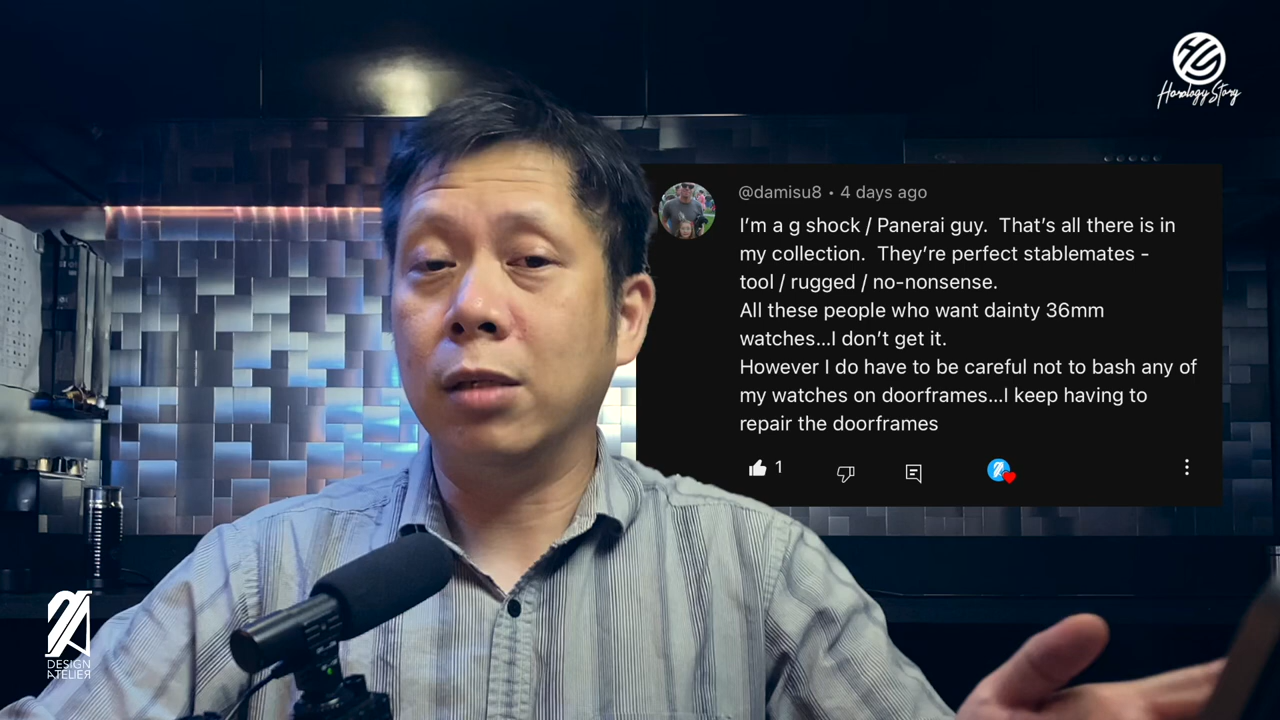 Horology Story
@damisu8 • 4 days ago
I’m a g shock / Panerai guy.  That’s all there is in
my collection.  They’re perfect stablemates -
tool / rugged / no-nonsense.
All these people who want dainty 36mm
watches...I don’t get it.
However I do have to be careful not to bash any of
my watches on doorframes...I keep having to
repair the doorframes
1
DESIGN
ATELIER